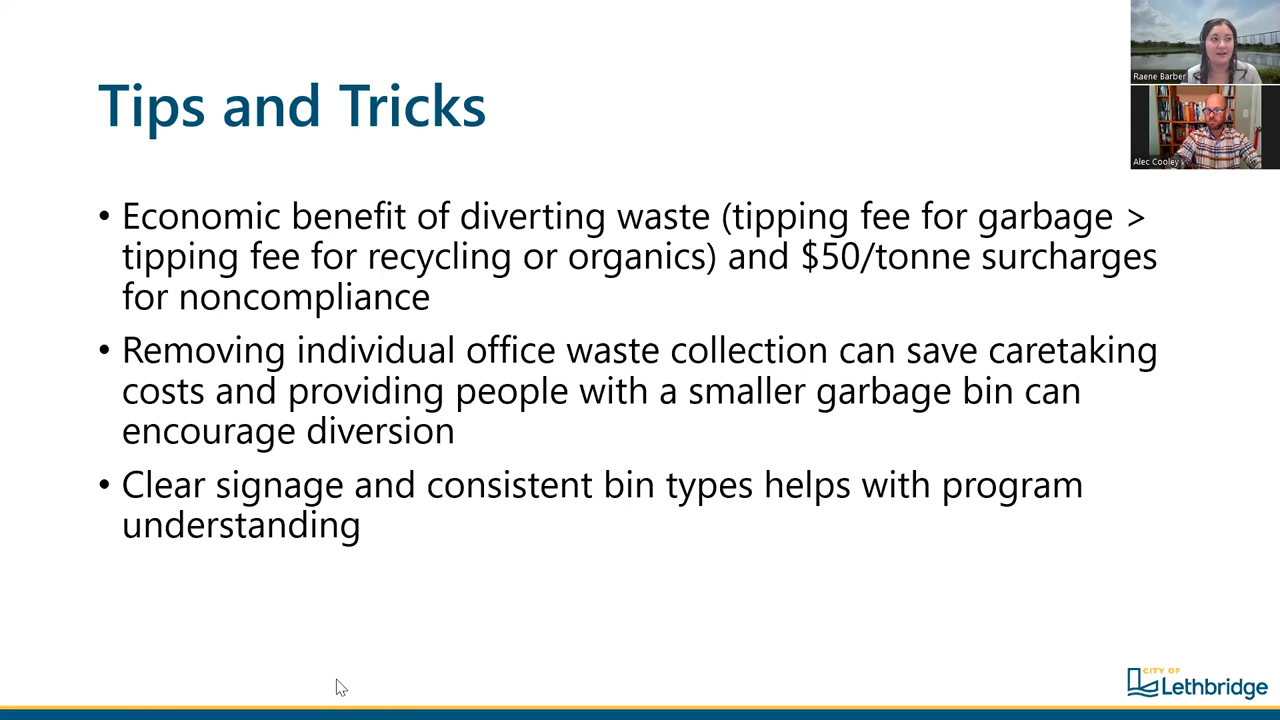 Tips and Tricks
• Economic benefit of diverting waste (tipping fee for garbage >
tipping fee for recycling or organics) and $50/tonne surcharges
for noncompliance
• Removing individual office waste collection can save caretaking
costs and providing people with a smaller garbage bin can
encourage diversion
• Clear signage and consistent bin types helps with program
understanding
Raene Barber
Alec Cooley
CITY OF
Lethbridge